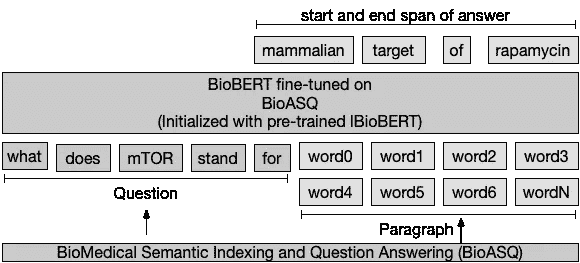 start and end span of answer
mammalian target of rapamycin
BioBERT fine-tuned on
BioASQ
(Initialized with pre-trained lBioBERT)
what does mTOR stand for word0 word1 word2 word3
word4 word5 word6 wordN
Question
Paragraph
BioMedical Semantic Indexing and Question Answering (BioASQ)